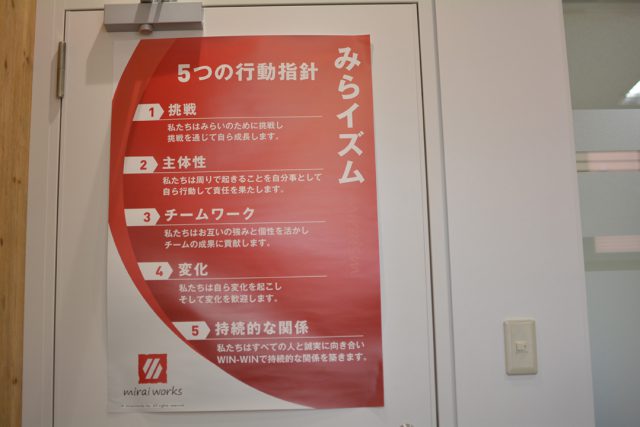 みらイズム
5つの行動指針
1 挑戦
私たちはみらいのために挑戦し
挑戦を通じて自ら成長します。
2 主体性
私たちは周りで起きることを自分事として
自ら行動して責任を果たします。
3 チームワーク
私たちはお互いの強みと個性を活かし
チームの成果に貢献します。
4 変化
私たちは自ら変化を起こし
そして変化を歓迎します。
5 持続的な関係
私たちはすべての人と誠実に向き合い
WIN-WINで持続的な関係を築きます。
mirai works